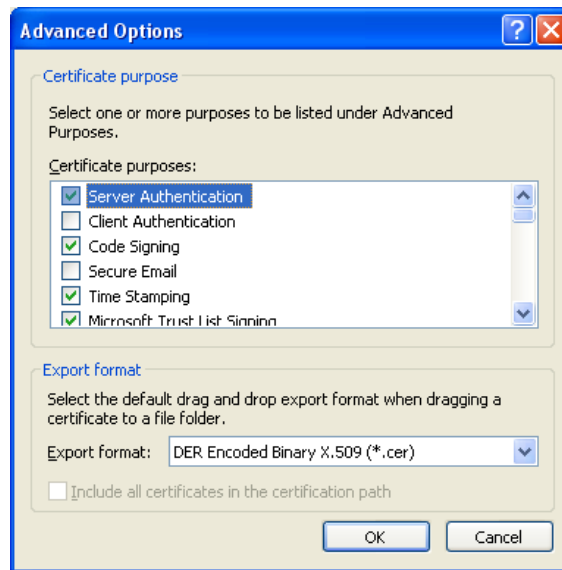 Advanced Options
Certificate purpose
Select one or more purposes to be listed under Advanced
Purposes.
Certificate purposes:
Server Authentication
Client Authentication
Code Signing
Secure Email
Time Stamping
Microsoft Trust List Signing
Export format
Select the default drag and drop export format when dragging a
certificate to a file folder.
Export format: DER Encoded Binary X.509 (*.cer)
Include all certificates in the certification path
OK Cancel